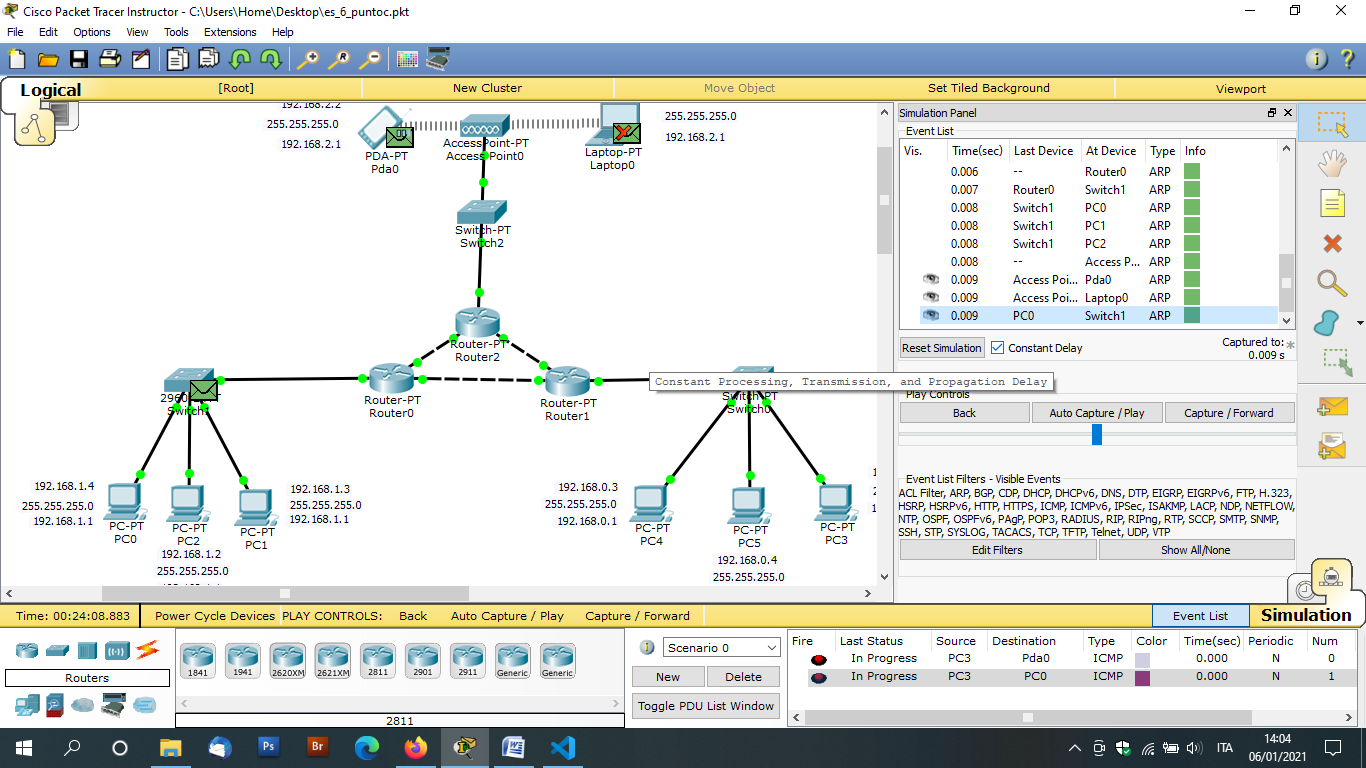 Cisco Packet Tracer Instructor - C:\Users\Home\Desktop\es_6_puntoc.pkt
File Edit Options View Tools Extensions Help
Logical [Root] New Cluster Move Object Set Tiled Background Viewport
192.168.2.2
255.255.255.0
192.168.2.1
PDA-PT
Pda0
AccessPoint-PT
Access Point0
Laptop-PT
Laptop0
255.255.255.0
192.168.2.1
Switch-PT
Switch2
Router-PT
Router2
Router-PT
Router0
Router-PT
Router1
Switch1
Switch-PT
Switch0
Constant Processing, Transmission, and Propagation Delay
192.168.1.4
255.255.255.0
192.168.1.1
PC-PT
PC0
PC-PT
PC2
PC-PT
PC1
192.168.1.3
255.255.255.0
192.168.1.1
192.168.1.2
255.255.255.0
192.168.0.3
255.255.255.0
192.168.0.1
PC-PT
PC4
PC-PT
PC5
PC-PT
PC3
192.168.0.4
255.255.255.0
Simulation Panel
Event List
Vis. Time(sec) Last Device At Device Type Info
0.006 -- Router0 ARP
0.007 Router0 Switch1 ARP
0.008 Switch1 PC0 ARP
0.008 Switch1 PC1 ARP
0.008 Switch1 PC2 ARP
0.008 -- Access P... ARP
0.009 Access Poi... Pda0 ARP
0.009 Access Poi... Laptop0 ARP
0.009 PC0 Switch1 ARP
Reset Simulation Constant Delay Captured to: *
0.009 s
Play Controls
Back Auto Capture / Play Capture / Forward
Event List Filters - Visible Events
ACL Filter, ARP, BGP, CDP, DHCP, DHCPv6, DNS, DTP, EIGRP, EIGRPv6, FTP, H.323,
HSRP, HSRPv6, HTTP, HTTPS, ICMP, ICMPv6, IPSec, ISAKMP, LACP, NDP, NETFLOW,
NTP, OSPF, OSPFv6, PAgP, POP3, RADIUS, RIP, RIPng, RTP, SCCP, SMTP, SNMP,
SSH, STP, SYSLOG, TACACS, TCP, TFTP, Telnet, UDP, VTP
Edit Filters Show All/None
Time: 00:24:08.883 Power Cycle Devices PLAY CONTROLS: Back Auto Capture / Play Capture / Forward Event List Simulation
Routers
1841 1941 2620XM 2621XM 2811 2901 2911 Generic Generic
2811
Scenario 0
New Delete
Toggle PDU List Window
Fire Last Status Source Destination Type Color Time(sec) Periodic Num
In Progress PC3 Pda0 ICMP 0.000 N 0
In Progress PC3 PC0 ICMP 0.000 N 1
Ps Br W
ITA
14:04
06/01/2021